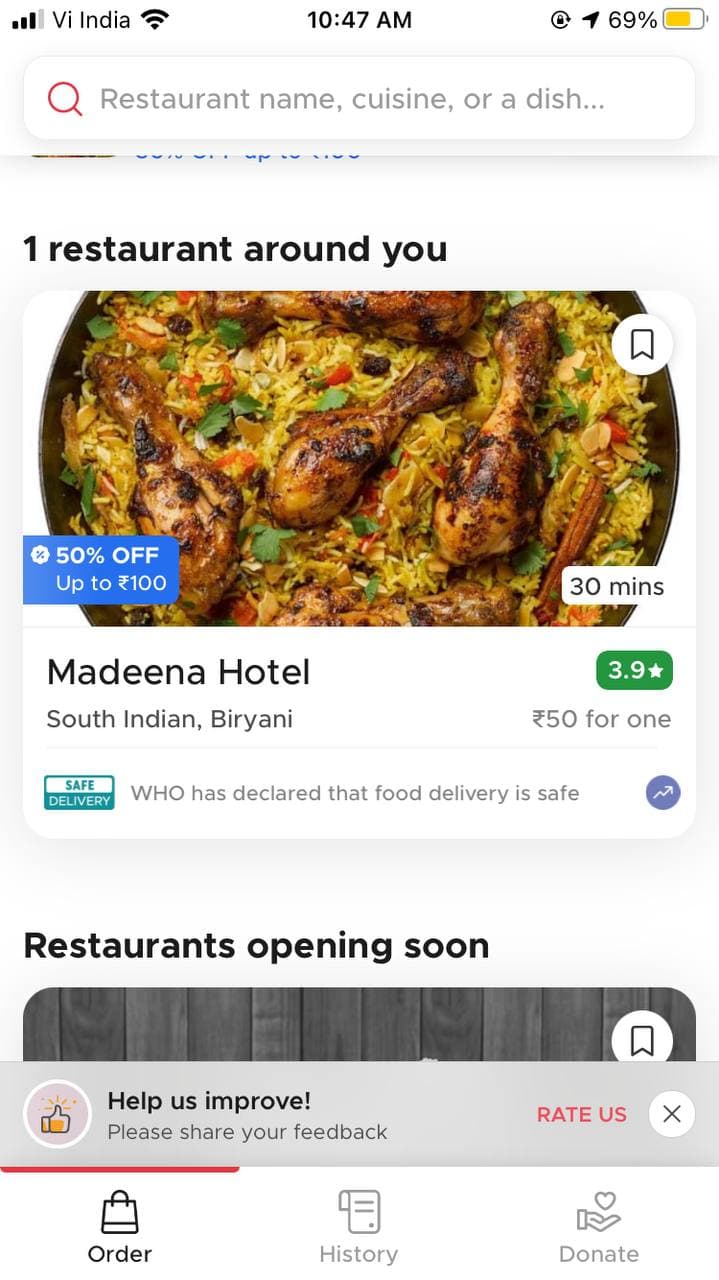 Vi India 10:47 AM 69%
Restaurant name, cuisine, or a dish...
1 restaurant around you
50% OFF
Up to ₹100
30 mins
Madeena Hotel 3.9★
South Indian, Biryani ₹50 for one
SAFE
DELIVERY
WHO has declared that food delivery is safe
Restaurants opening soon
Help us improve!
Please share your feedback
RATE US
Order History Donate